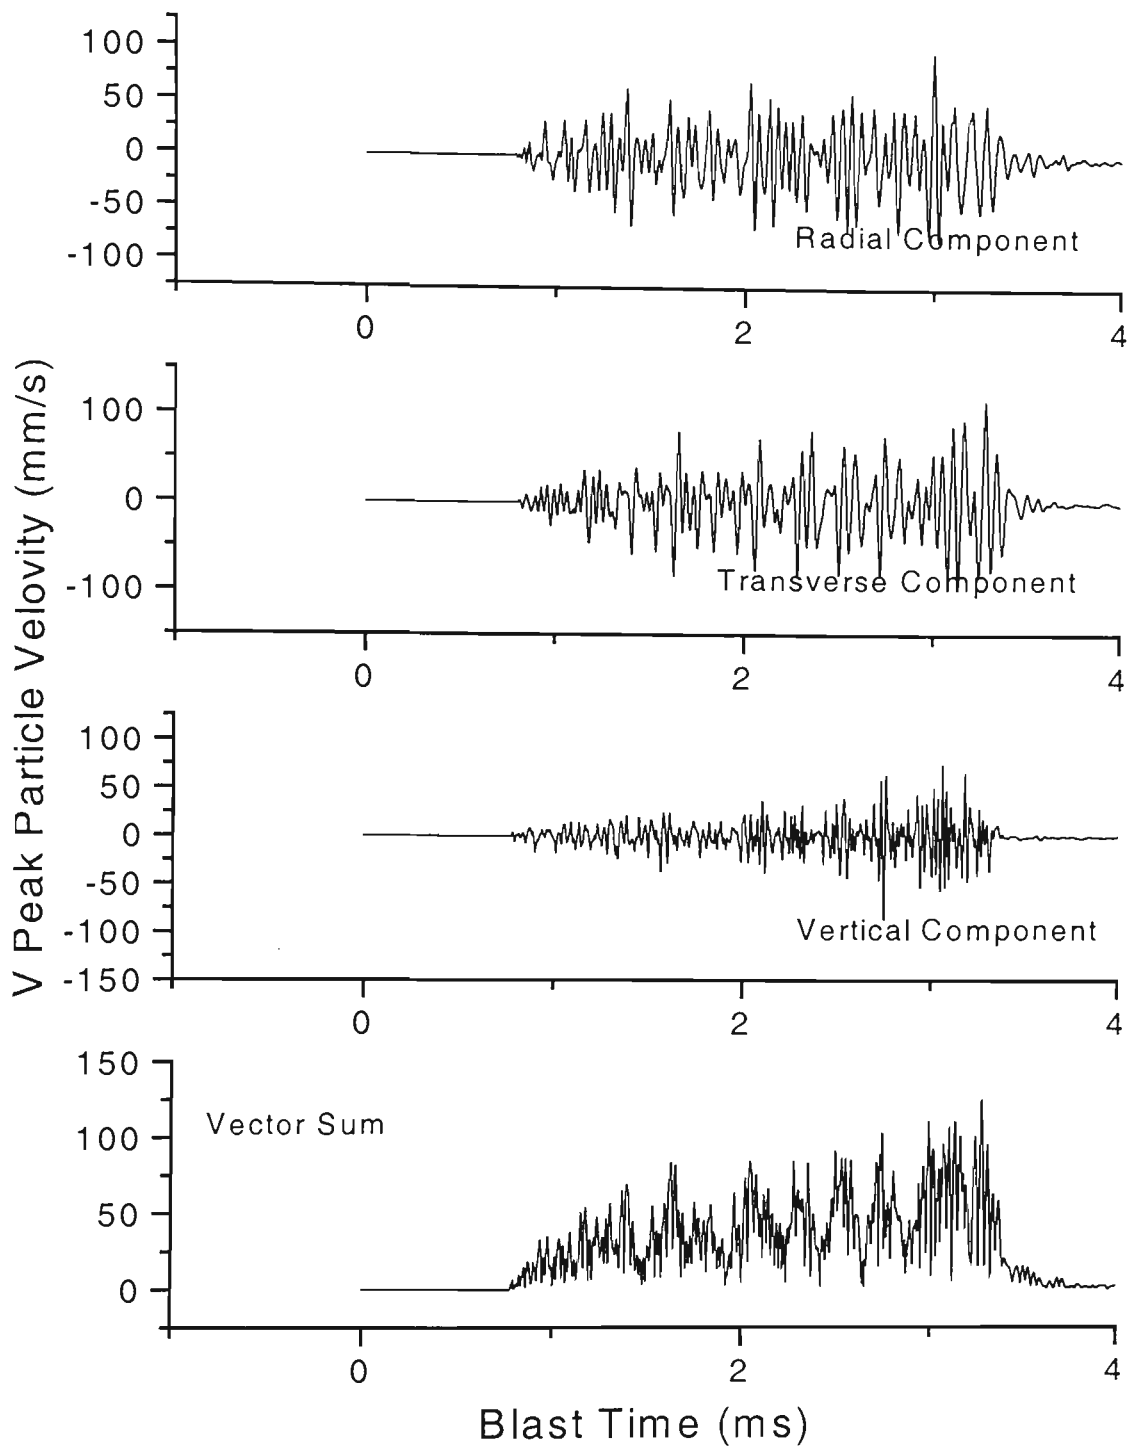 V Peak Particle Velovity (mm/s)
100
50
0
-50
-100
Radial Component
0 2 4
100
0
-100
Transverse Component
0 2 4
100
50
0
-50
-100
-150
Vertical Component
0 2 4
150
100
50
0
Vector Sum
0 2 4
Blast Time (ms)